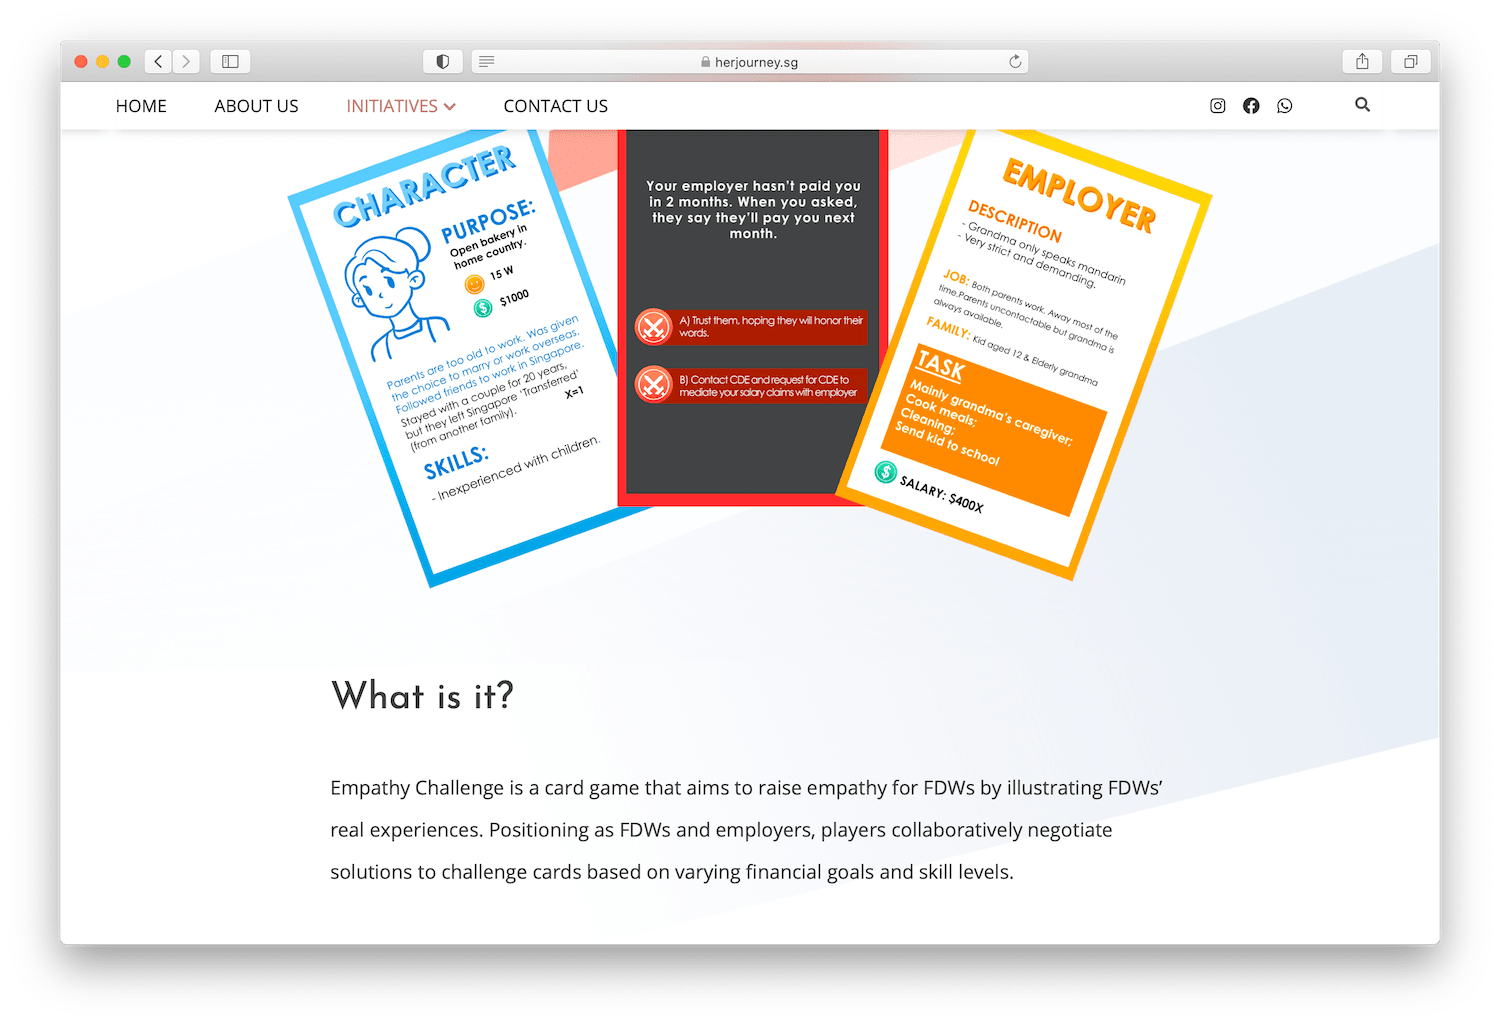 herjourney.sg
HOME
ABOUT US
INITIATIVES
CONTACT US
CHARACTER
PURPOSE:
Open bakery in
home country.
15 W
$1000
Parents are too old to work. Was given
the choice to marry or work overseas.
Followed friends to work in Singapore.
Stayed with a couple for 20 years,
but they left Singapore 'Transferred'
(from another family).
X=1
SKILLS:
- Inexperienced with children.
Your employer hasn't paid you
in 2 months. When you asked,
they say they'll pay you next
month.
A) Trust them, hoping they will honor their
words.
B) Contact CDE and request for CDE to
mediate your salary claims with employer
EMPLOYER
DESCRIPTION
- Grandma only speaks mandarin
- Very strict and demanding.
JOB: Both parents work. Away most of the
time.Parents uncontactable but grandma is
always available.
FAMILY: Kid aged 12 & Elderly grandma
TASK
Mainly grandma's caregiver;
Cook meals;
Cleaning;
Send kid to school
$ SALARY: $400X
What is it?
Empathy Challenge is a card game that aims to raise empathy for FDWs by illustrating FDWs’
real experiences. Positioning as FDWs and employers, players collaboratively negotiate
solutions to challenge cards based on varying financial goals and skill levels.